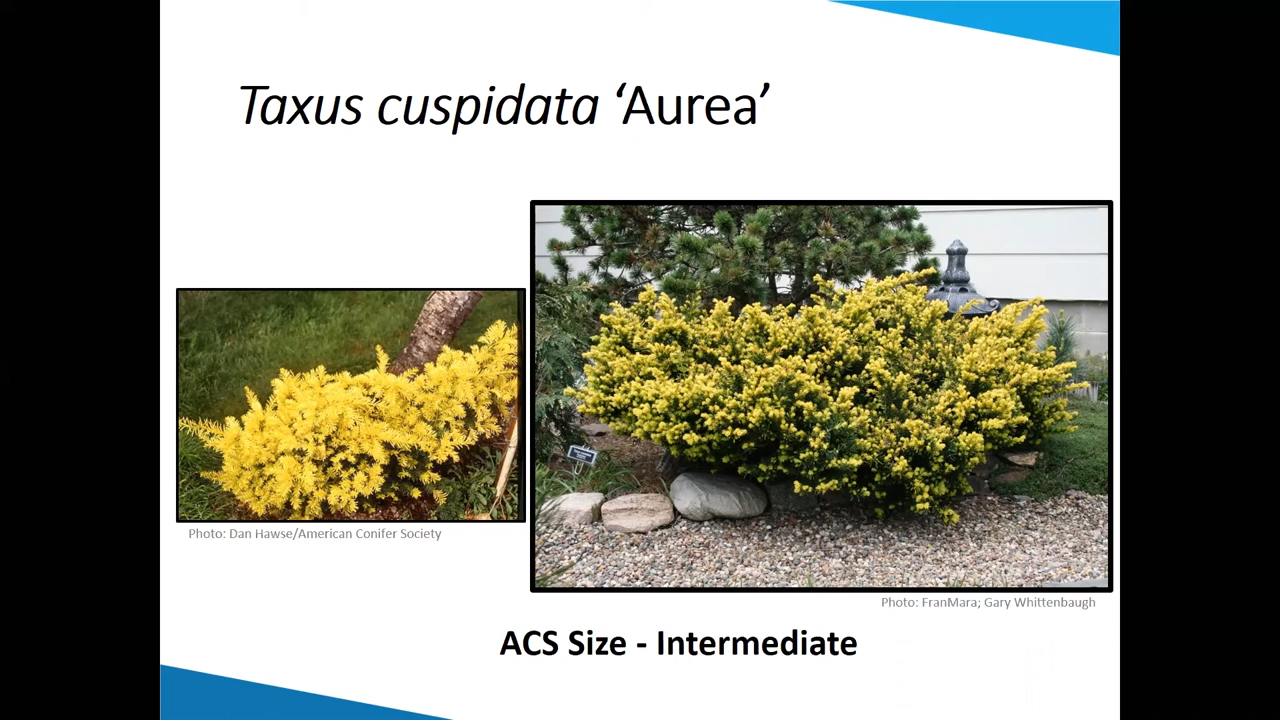 Taxus cuspidata ‘Aurea’
Photo: Dan Hawse/American Conifer Society
Photo: FranMara; Gary Whittenbaugh
ACS Size - Intermediate